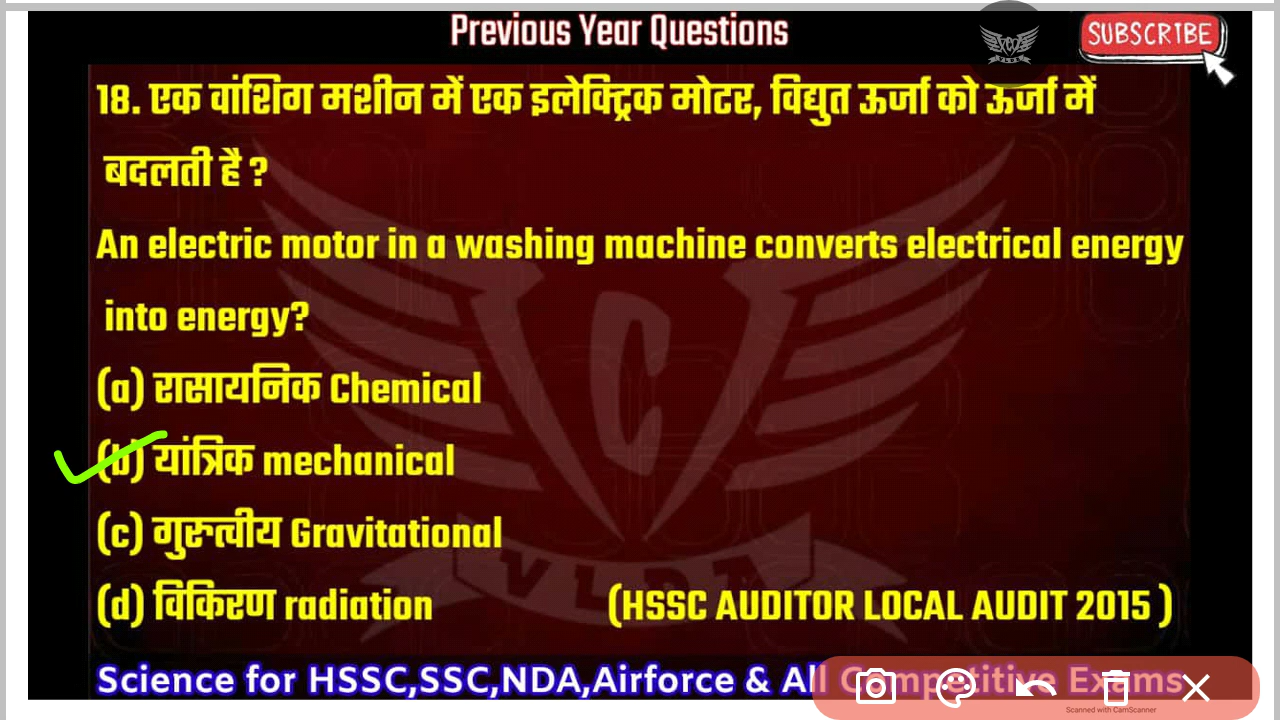 Previous Year Questions
SUBSCRIBE
18. एक वांशिग मशीन में एक इलेक्ट्रिक मोटर, विद्युत ऊर्जा को ऊर्जा में
बदलती है ?
An electric motor in a washing machine converts electrical energy
into energy?
(a) रासायनिक Chemical
(b) यांत्रिक mechanical
(c) गुरुत्वीय Gravitational
(d) विकिरण radiation
(HSSC AUDITOR LOCAL AUDIT 2015 )
Science for HSSC,SSC,NDA,Airforce & All Competitive Exams
Scanned with CamScanner